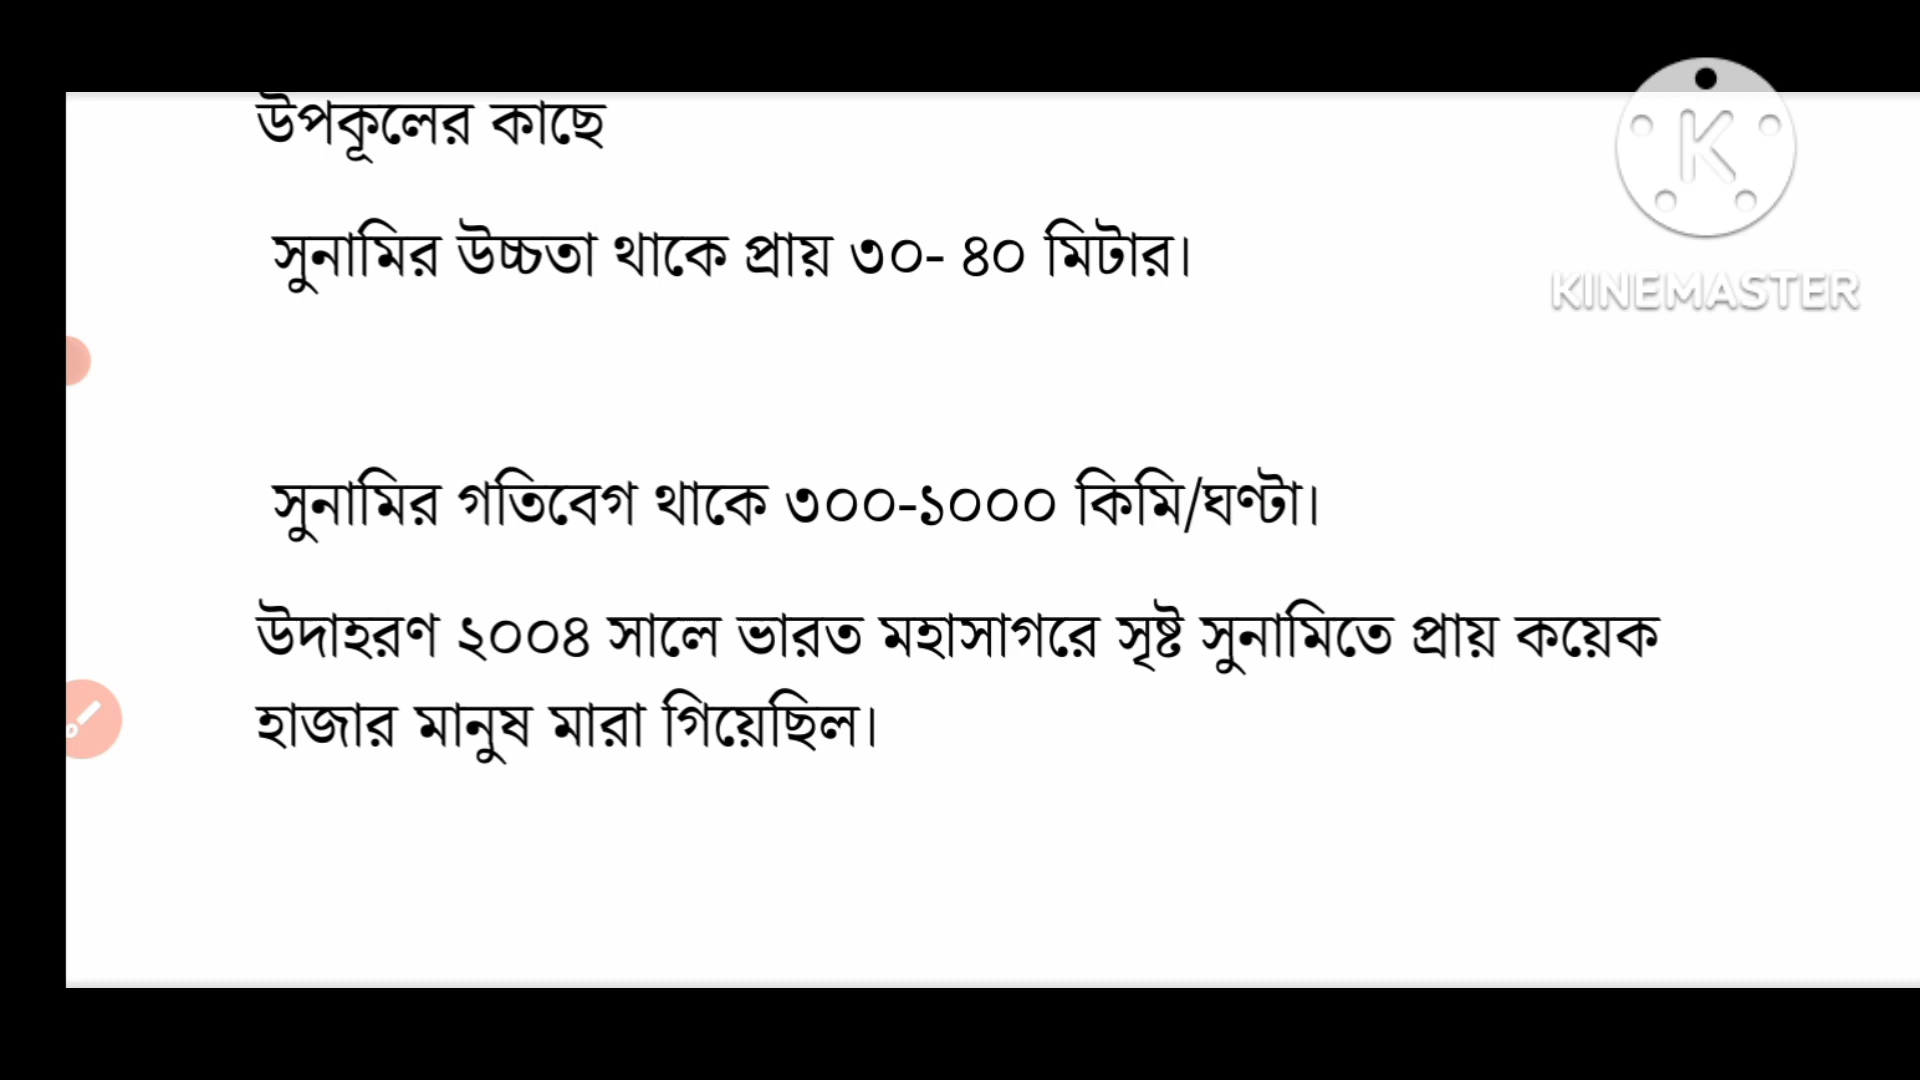 উপকূলের কাছে
সুনামির উচ্চতা থাকে প্রায় ৩০- ৪০ মিটার।
সুনামির গতিবেগ থাকে ৩০০-১০০০ কিমি/ঘণ্টা।
উদাহরণ ২০০৪ সালে ভারত মহাসাগরে সৃষ্ট সুনামিতে প্রায় কয়েক
হাজার মানুষ মারা গিয়েছিল।
K
KINEMASTER